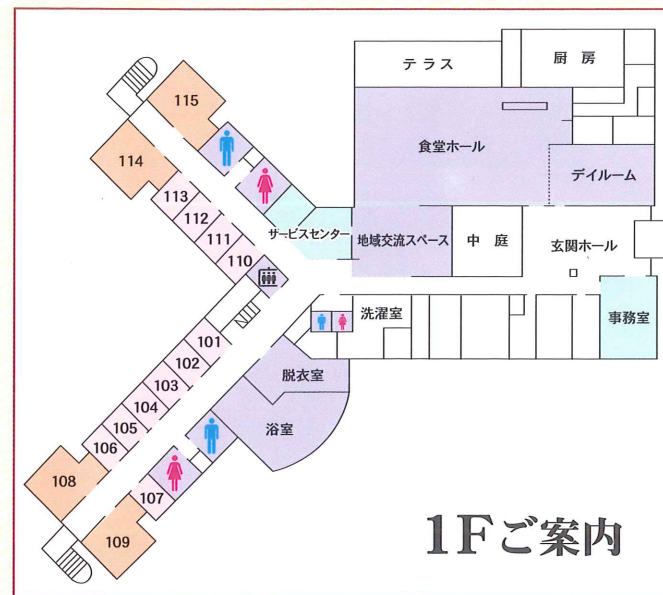 テラス
厨房
115
食堂ホール
114
デイルーム
113
112
サービスセンター
地域交流スペース
中庭
玄関ホール
111
110
洗濯室
事務室
101
102
脱衣室
103
104
浴室
105
106
108
107
109
1Fご案内